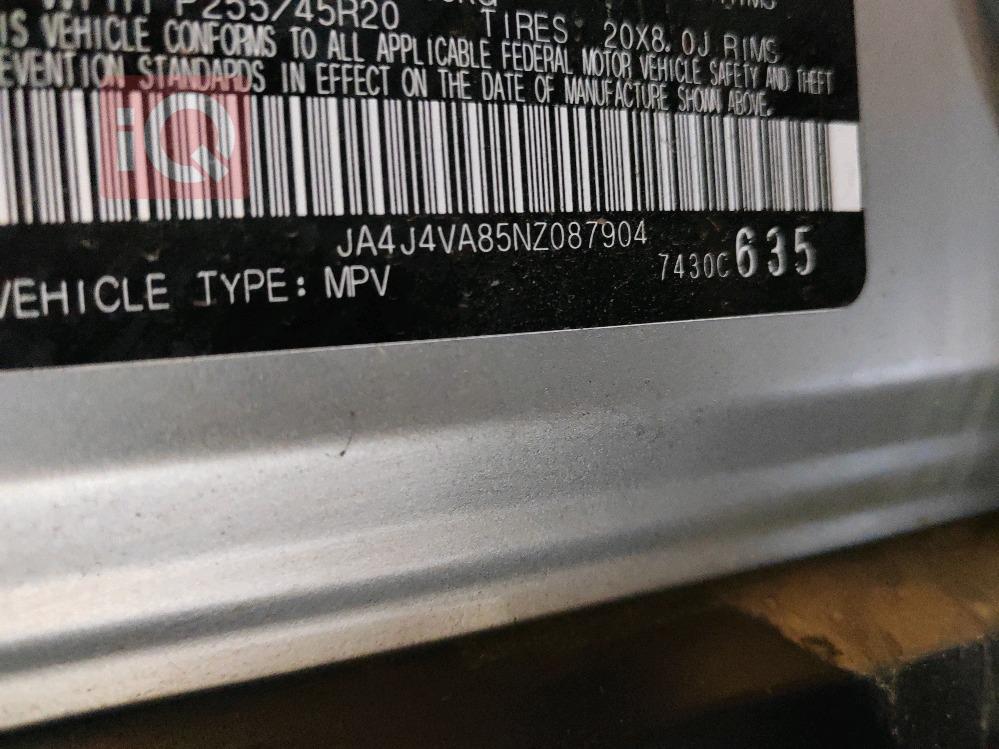 P255/45R20 TIRES: 20X8.0J RIMS
IS VEHICLE CONFORMS TO ALL APPLICABLE FEDERAL MOTOR VEHICLE SAFETY AND THEFT
EVENTION STANDARDS IN EFFECT ON THE DATE OF MANUFACTURE SHOWN ABOVE.
iQ
JA4J4VA85NZ087904
7430C 635
VEHICLE TYPE: MPV